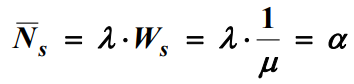 N̅ₛ = λ·Wₛ = λ·1/μ = α